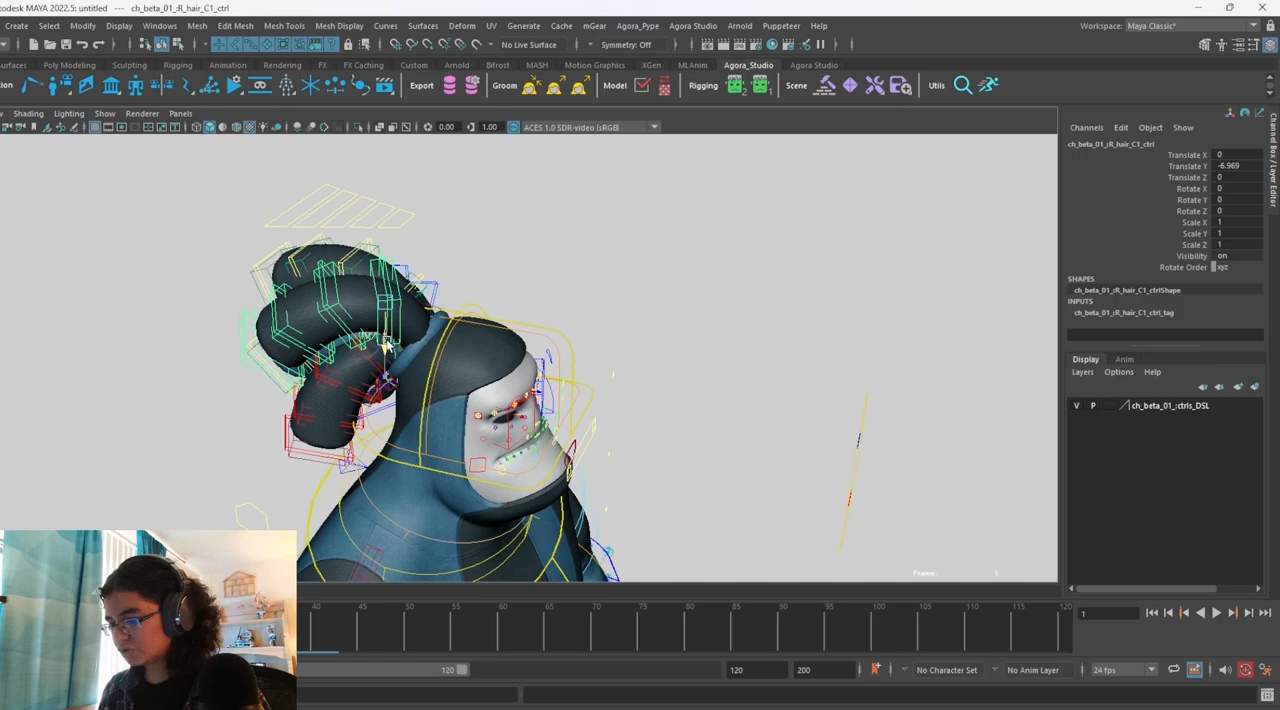 odesk MAYA 2022.5: untitled --- ch_beta_01_:R_hair_C1_ctrl
Create Select Modify Display Windows Mesh Edit Mesh Mesh Tools Mesh Display Curves Surfaces Deform UV Generate Cache mGear Agora_Pype Agora Studio Arnold Puppeteer Help
Workspace: Maya Classic*
No Live Surface Symmetry: Off
Surfaces Poly Modeling Sculpting Rigging Animation Rendering FX FX Caching Custom Arnold Bifrost MASH Motion Graphics XGen MLAnim Agora_Studio Agora Studio
Export Groom Model Rigging Scene Utils
Shading Lighting Show Renderer Panels
0.00 1.00 ACES 1.0 SDR-video (sRGB)
Channels Edit Object Show
ch_beta_01_:R_hair_C1_ctrl
Translate X 0
Translate Y -6.969
Translate Z 0
Rotate X 0
Rotate Y 0
Rotate Z 0
Scale X 1
Scale Y 1
Scale Z 1
Visibility on
Rotate Order xyz
SHAPES
ch_beta_01_:R_hair_C1_ctrlShape
INPUTS
ch_beta_01_:R_hair_C1_ctrl_tag
Display Anim
Layers Options Help
V P ch_beta_01_:ctrls_DSL
Channel Box / Layer Editor
Frame: 1
40 45 50 55 60 65 70 75 80 85 90 95 100 105 110 115 120
1
120 120 200 No Character Set No Anim Layer 24 fps